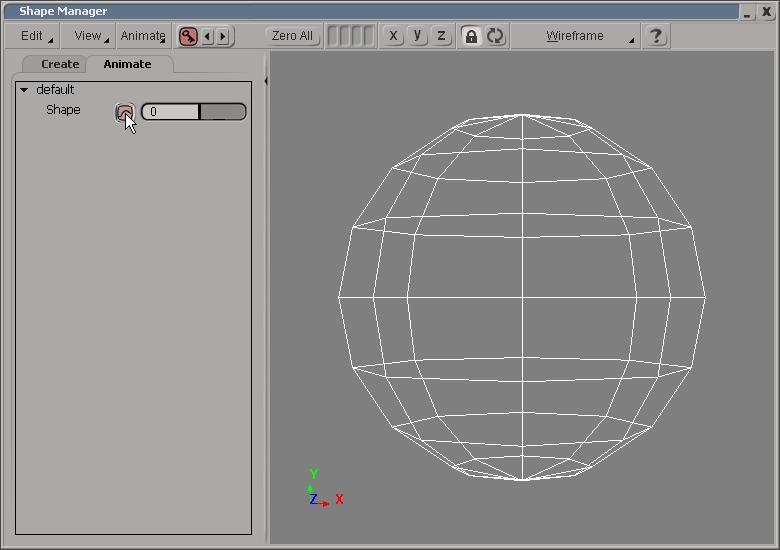 Shape Manager
Edit View Animate Zero All X y z Wireframe ?
Create Animate
default
Shape 0
Y
Z X